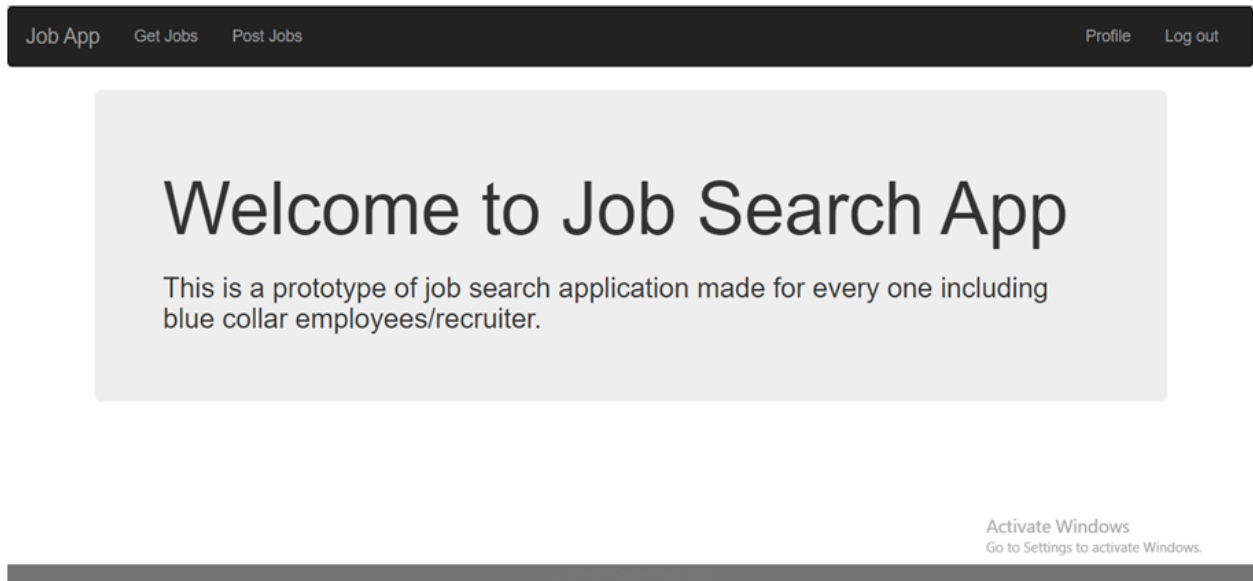 Job App Get Jobs Post Jobs Profile Log out
Welcome to Job Search App
This is a prototype of job search application made for every one including
blue collar employees/recruiter.
Activate Windows
Go to Settings to activate Windows.